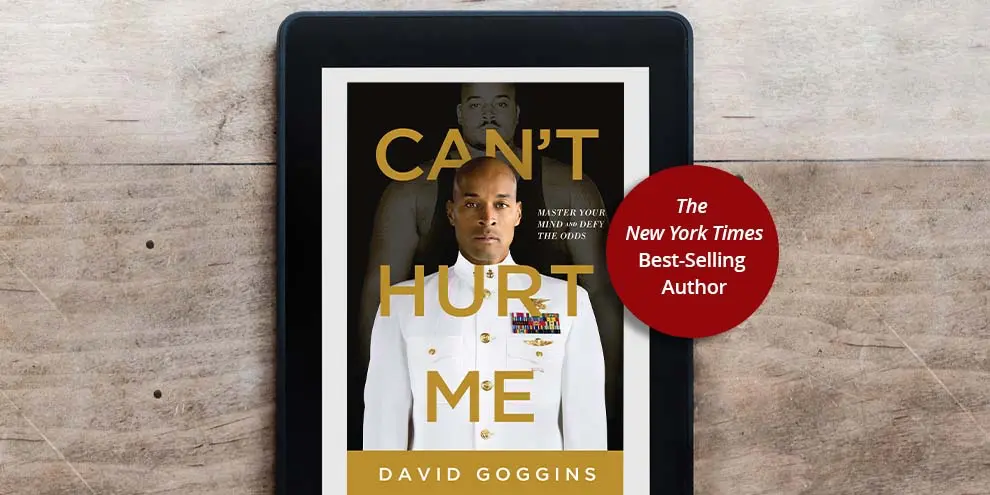 CAN'T
MASTER YOUR
MIND AND DEFY
THE ODDS
HURT
ME
DAVID GOGGINS
The
New York Times
Best-Selling
Author